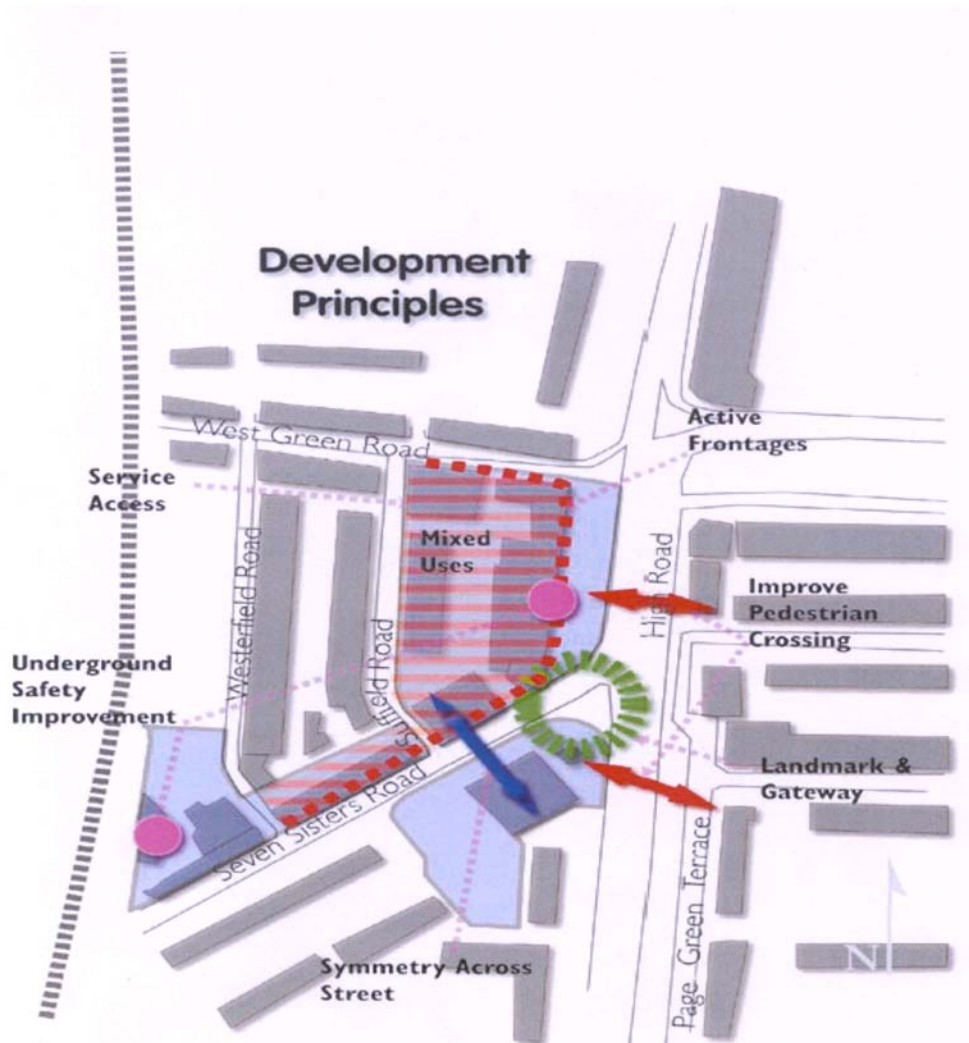 Development
Principles
West Green Road
Active
Frontages
Service
Access
Mixed
Uses
Westerfield Road
Suffield Road
High Road
Improve
Pedestrian
Crossing
Underground
Safety
Improvement
Landmark &
Gateway
Seven Sisters Road
Page Green Terrace
Symmetry Across
Street
N